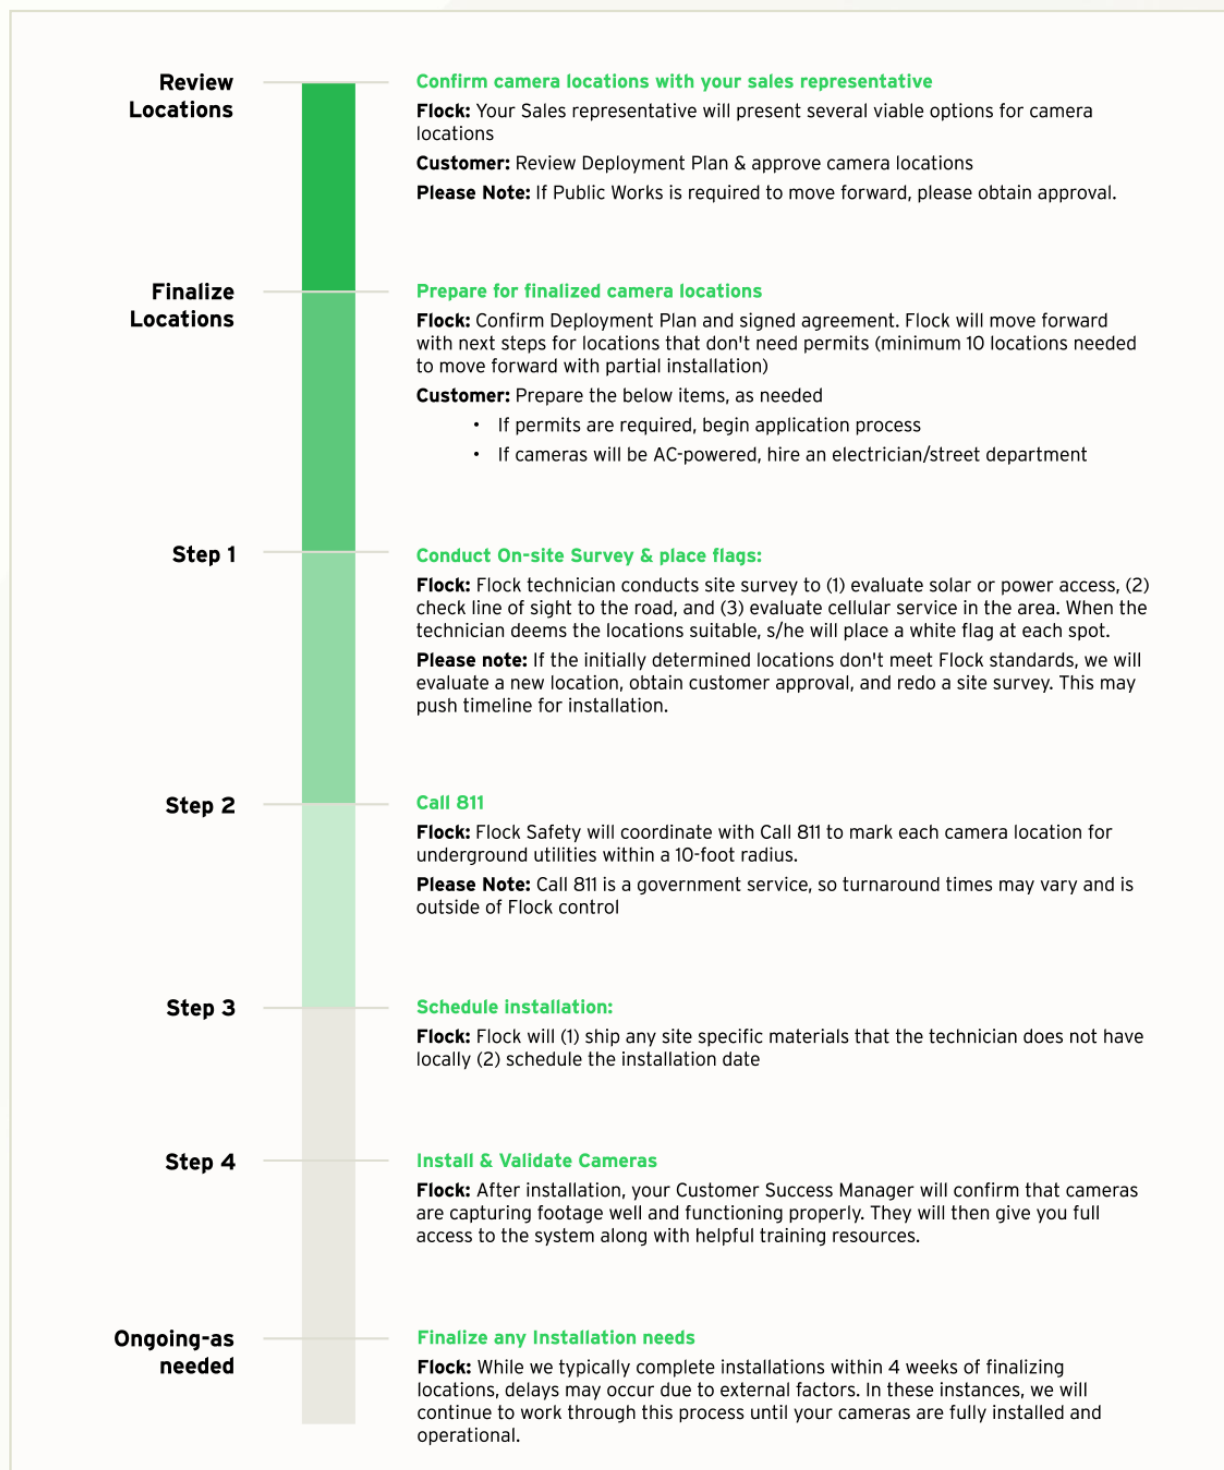 Review
Locations
Confirm camera locations with your sales representative
Flock: Your Sales representative will present several viable options for camera
locations
Customer: Review Deployment Plan & approve camera locations
Please Note: If Public Works is required to move forward, please obtain approval.
Finalize
Locations
Prepare for finalized camera locations
Flock: Confirm Deployment Plan and signed agreement. Flock will move forward
with next steps for locations that don't need permits (minimum 10 locations needed
to move forward with partial installation)
Customer: Prepare the below items, as needed
• If permits are required, begin application process
• If cameras will be AC-powered, hire an electrician/street department
Step 1
Conduct On-site Survey & place flags:
Flock: Flock technician conducts site survey to (1) evaluate solar or power access, (2)
check line of sight to the road, and (3) evaluate cellular service in the area. When the
technician deems the locations suitable, s/he will place a white flag at each spot.
Please note: If the initially determined locations don't meet Flock standards, we will
evaluate a new location, obtain customer approval, and redo a site survey. This may
push timeline for installation.
Step 2
Call 811
Flock: Flock Safety will coordinate with Call 811 to mark each camera location for
underground utilities within a 10-foot radius.
Please Note: Call 811 is a government service, so turnaround times may vary and is
outside of Flock control
Step 3
Schedule installation:
Flock: Flock will (1) ship any site specific materials that the technician does not have
locally (2) schedule the installation date
Step 4
Install & Validate Cameras
Flock: After installation, your Customer Success Manager will confirm that cameras
are capturing footage well and functioning properly. They will then give you full
access to the system along with helpful training resources.
Ongoing-as
needed
Finalize any Installation needs
Flock: While we typically complete installations within 4 weeks of finalizing
locations, delays may occur due to external factors. In these instances, we will
continue to work through this process until your cameras are fully installed and
operational.